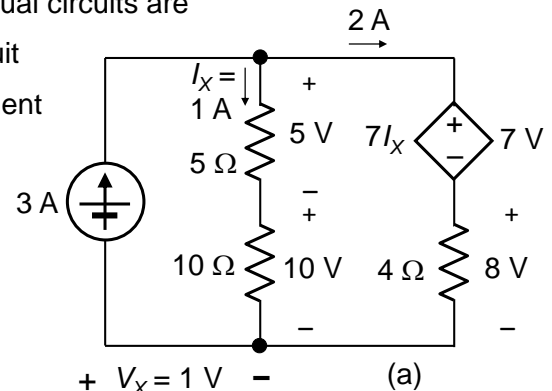 ual circuits are
uit
ent
2 A
I_X =
1 A
+
5 V
5 Ω
–
7I_X
+
–
7 V
3 A
+
10 Ω
10 V
–
4 Ω
+
8 V
–
+ V_X = 1 V –
(a)